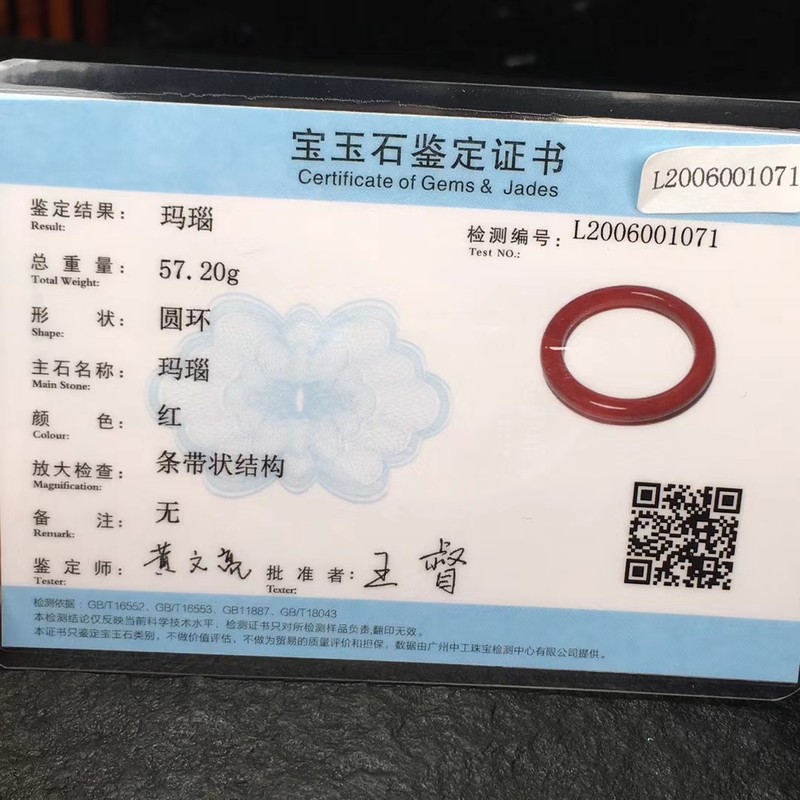 宝玉石鉴定证书
Certificate of Gems & Jades
L2006001071
鉴定结果： 玛瑙
Result:
检测编号： L2006001071
Test NO.:
总重量： 57.20g
Total Weight:
形状： 圆环
Shape:
主石名称： 玛瑙
Main Stone:
颜色： 红
Colour:
放大检查： 条带状结构
Magnification:
备注： 无
Remark:
鉴定师： 黄文亮 批准者： 王督
Tester: Texter:
检测依据：GB/T16552、GB/T16553、GB11887、GB/T18043
本检测结论仅反映当前科学技术水平，检测证书只对所检测样品负责,翻印无效。
本证书只鉴定宝玉石类别，不做价值评估，不做为贸易的质量评价和担保，数据由广州中工珠宝检测中心有限公司提供。